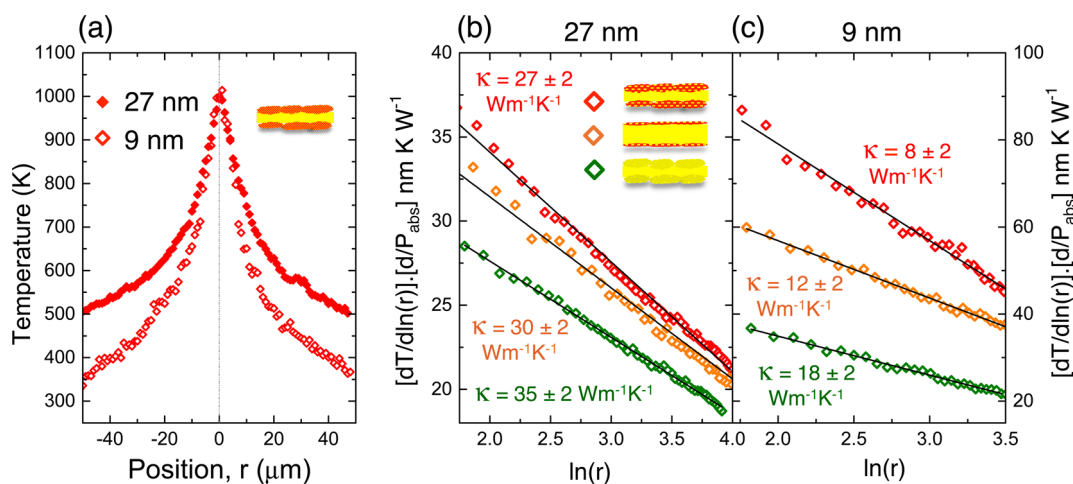 (a)
1100
1000
900
800
700
600
500
400
300
Temperature (K)
27 nm
9 nm
-40
-20
0
20
40
Position, r (μm)
(b)
27 nm
40
35
30
25
20
[dT/dln(r)].[d/Pabs] nm K W-1
κ = 27 ± 2
Wm-1K-1
κ = 30 ± 2
Wm-1K-1
κ = 35 ± 2 Wm-1K-1
2.0
2.5
3.0
3.5
4.0
ln(r)
(c)
9 nm
κ = 8 ± 2
Wm-1K-1
κ = 12 ± 2
Wm-1K-1
κ = 18 ± 2
Wm-1K-1
1.75
2.5
3.0
3.5
ln(r)
100
80
60
40
20
[dT/dln(r)].[d/Pabs] nm K W-1